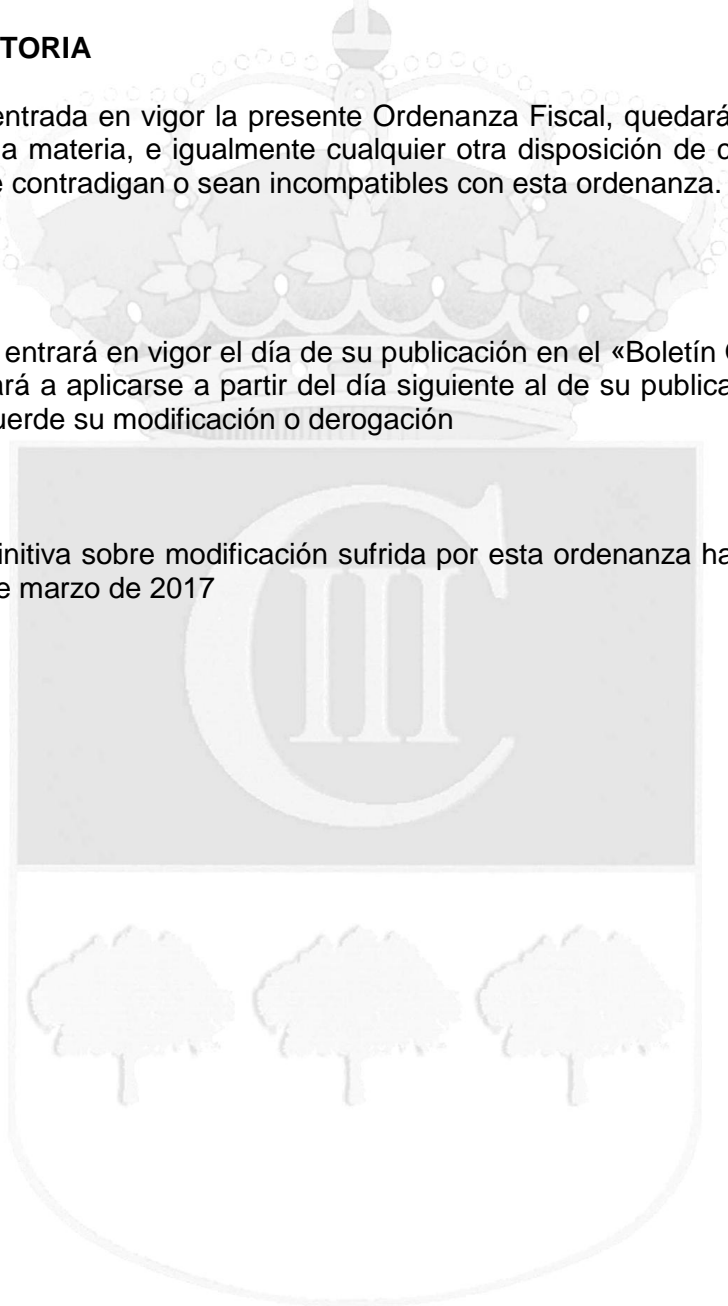 TORIA
entrada en vigor la presente Ordenanza Fiscal, quedará
a materia, e igualmente cualquier otra disposición de
contradigan o sean incompatibles con esta ordenanza.
entrará en vigor el día de su publicación en el «Boletín
ará a aplicarse a partir del día siguiente al de su publica
uerde su modificación o derogación
initiva sobre modificación sufrida por esta ordenanza ha
e marzo de 2017
CIII